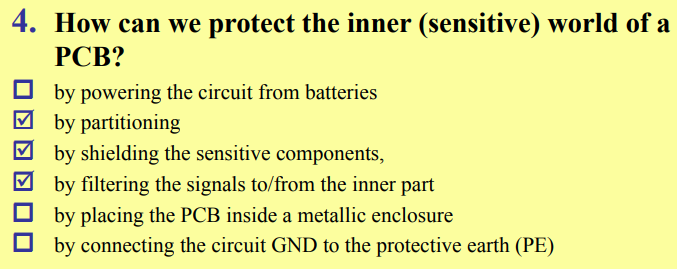 4. How can we protect the inner (sensitive) world of a
PCB?
☐ by powering the circuit from batteries
☑ by partitioning
☑ by shielding the sensitive components,
☑ by filtering the signals to/from the inner part
☐ by placing the PCB inside a metallic enclosure
☐ by connecting the circuit GND to the protective earth (PE)